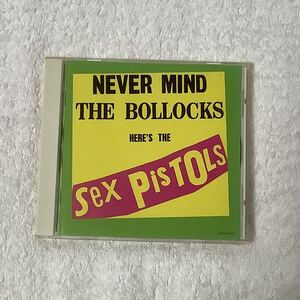 NEVER MIND
THE BOLLOCKS
HERE'S THE
Sex PiSTOLS